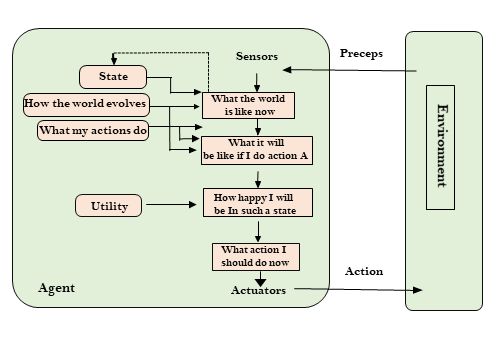 Sensors
Preceps
State
How the world evolves
What the world
is like now
What my actions do
What it will
be like if I do action A
Utility
How happy I will
be In such a state
What action I
should do now
Agent
Actuators
Action
Environment